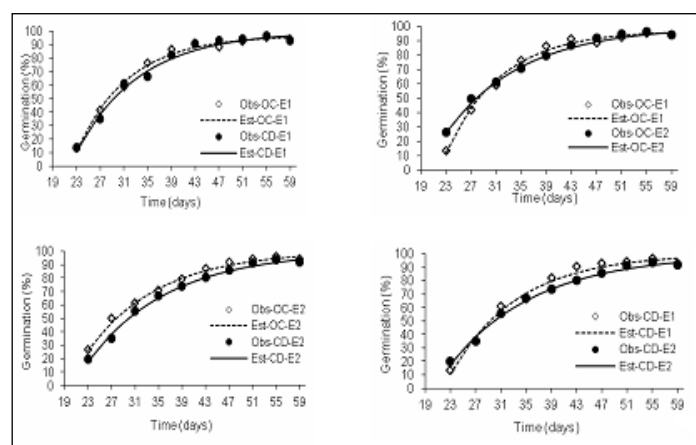 100
90
80
70
60
50
40
30
20
10
0
Germination (%)
19 23 27 31 35 39 43 47 51 55 59
Time (days)
Obs-OC-E1
Est-OC-E1
Obs-CD-E1
Est-CD-E1
100
90
80
70
60
50
40
30
20
10
0
Germination (%)
19 23 27 31 35 39 43 47 51 55 59
Time (days)
Obs-OC-E1
Est-OC-E1
Obs-OC-E2
Est-OC-E2
100
90
80
70
60
50
40
30
20
10
0
Germination (%)
19 23 27 31 35 39 43 47 51 55 59
Time (days)
Obs-OC-E2
Est-OC-E2
Obs-CD-E2
Est-CD-E2
100
90
80
70
60
50
40
30
20
10
0
Germination (%)
19 23 27 31 35 39 43 47 51 55 59
Time (days)
Obs-CD-E1
Est-CD-E1
Obs-CD-E2
Est-CD-E2